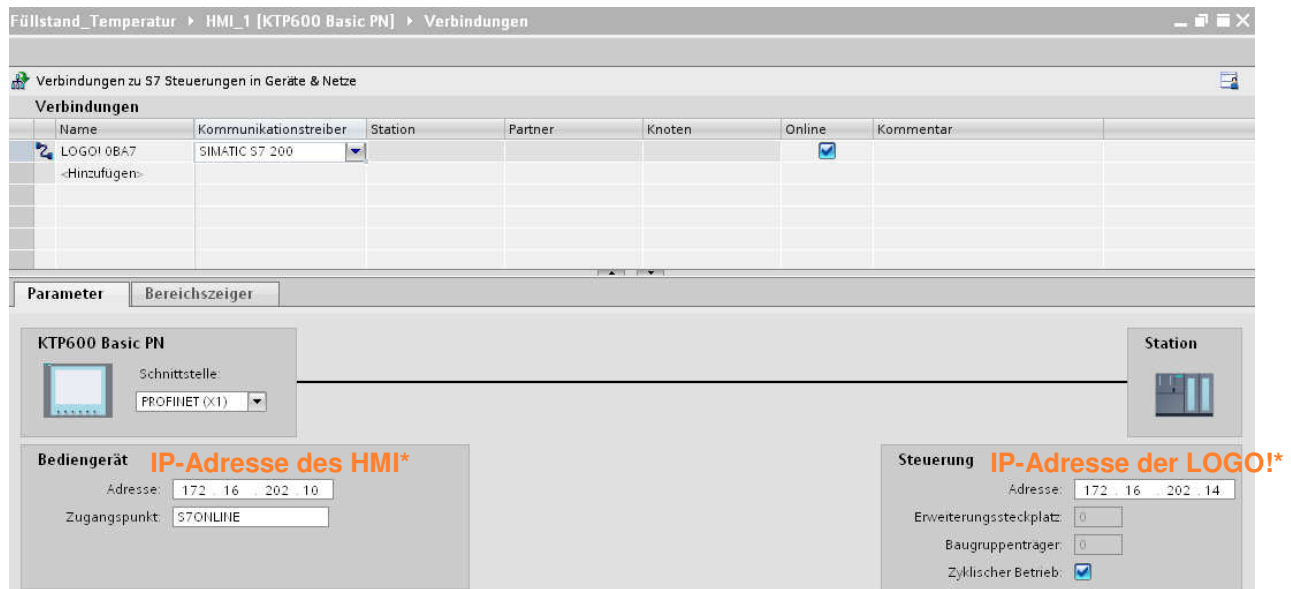 Füllstand_Temperatur ▸ HMI_1 [KTP600 Basic PN] ▸ Verbindungen
Verbindungen zu S7 Steuerungen in Geräte & Netze
Verbindungen
Name Kommunikationstreiber Station Partner Knoten Online Kommentar
LOGO! 0BA7 SIMATIC S7 200
<Hinzufügen>
Parameter Bereichszeiger
KTP600 Basic PN Station
Schnittstelle:
PROFINET (X1)
Bediengerät IP-Adresse des HMI*
Adresse: 172 . 16 . 202 . 10
Zugangspunkt: S7ONLINE
Steuerung IP-Adresse der LOGO!*
Adresse: 172 . 16 . 202 . 14
Erweiterungssteckplatz: 0
Baugruppenträger: 0
Zyklischer Betrieb: